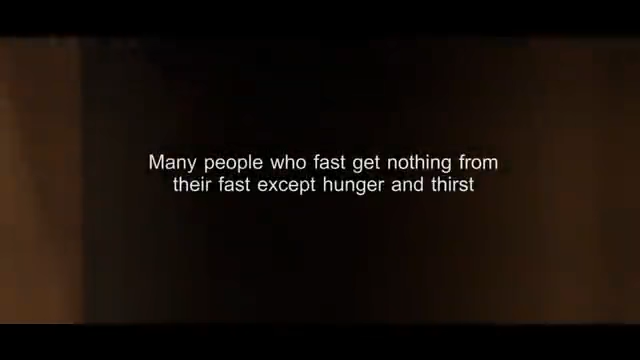 Many people who fast get nothing from
their fast except hunger and thirst